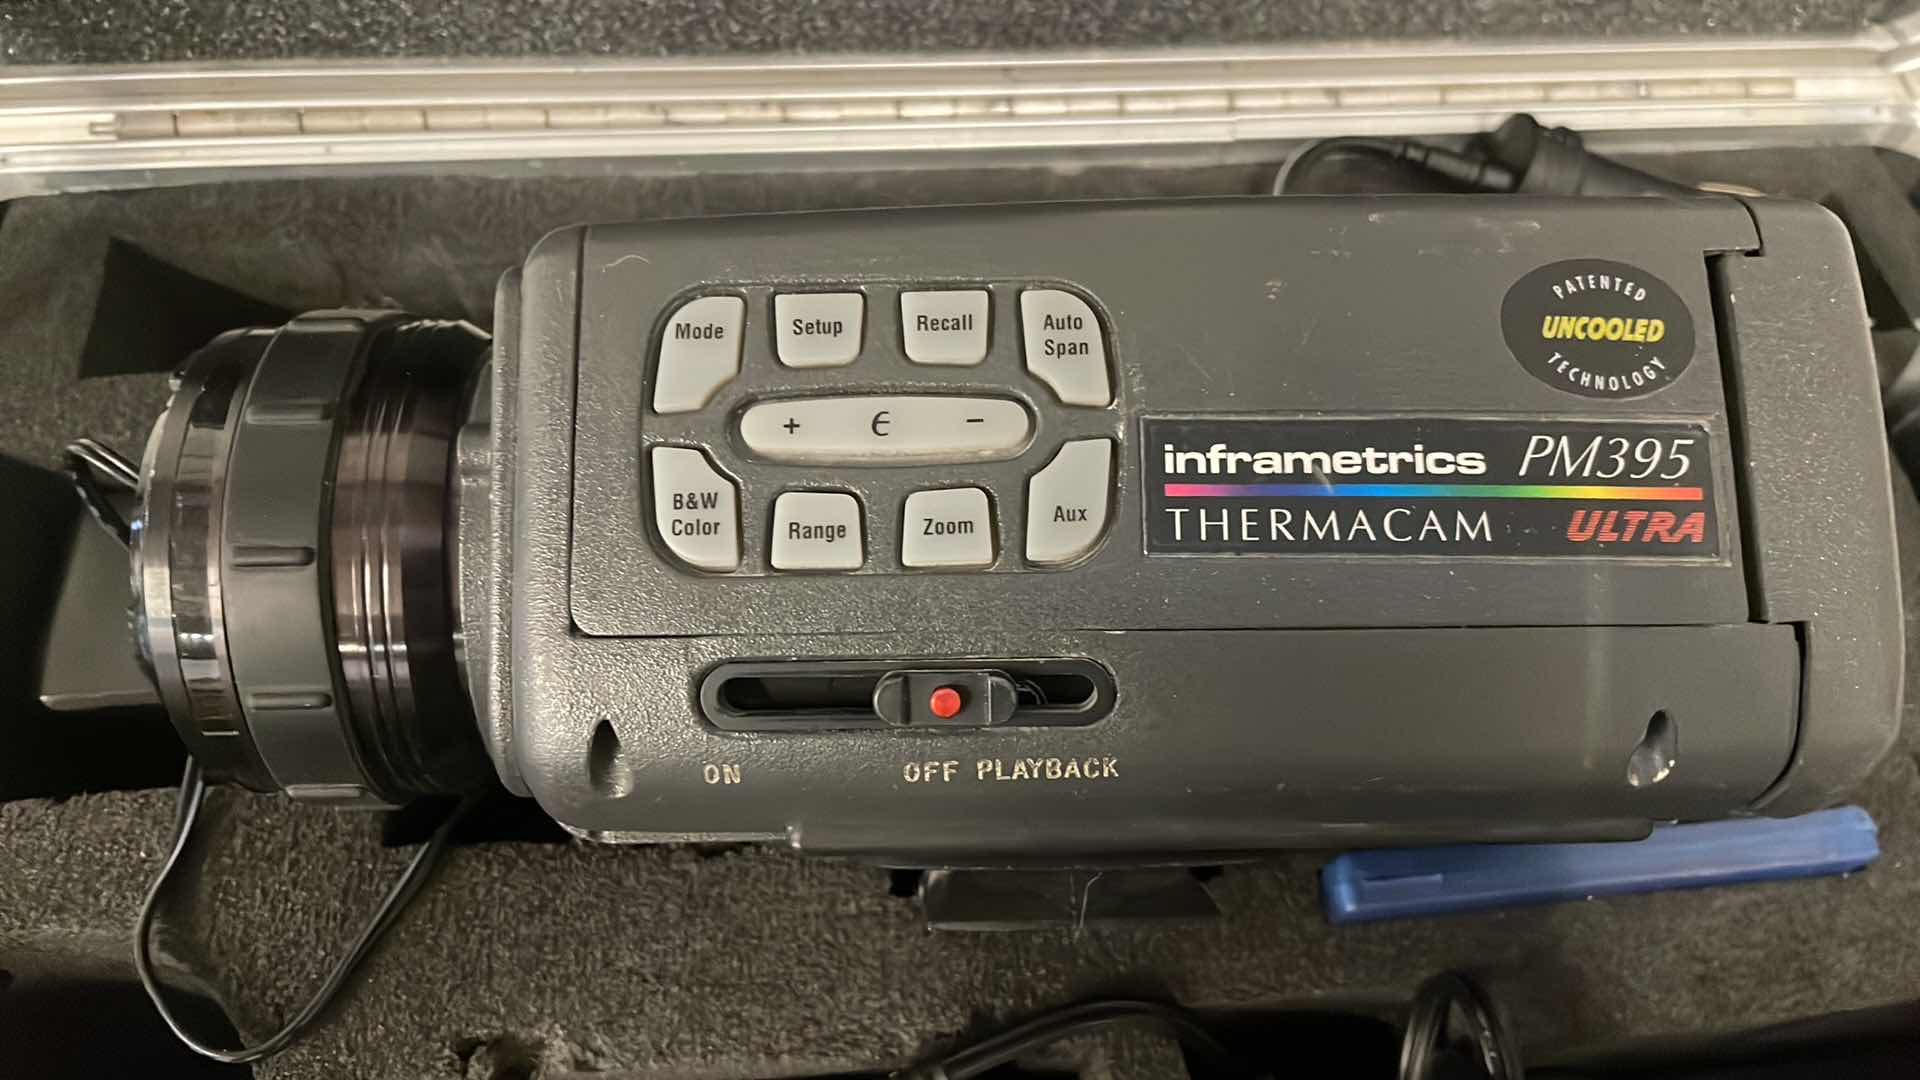 Mode
Setup
Recall
Auto
Span
+ ϵ −
B&W
Color
Range
Zoom
Aux
PATENTED
UNCOOLED
TECHNOLOGY
inframetrics PM395
THERMACAM ULTRA
ON OFF PLAYBACK